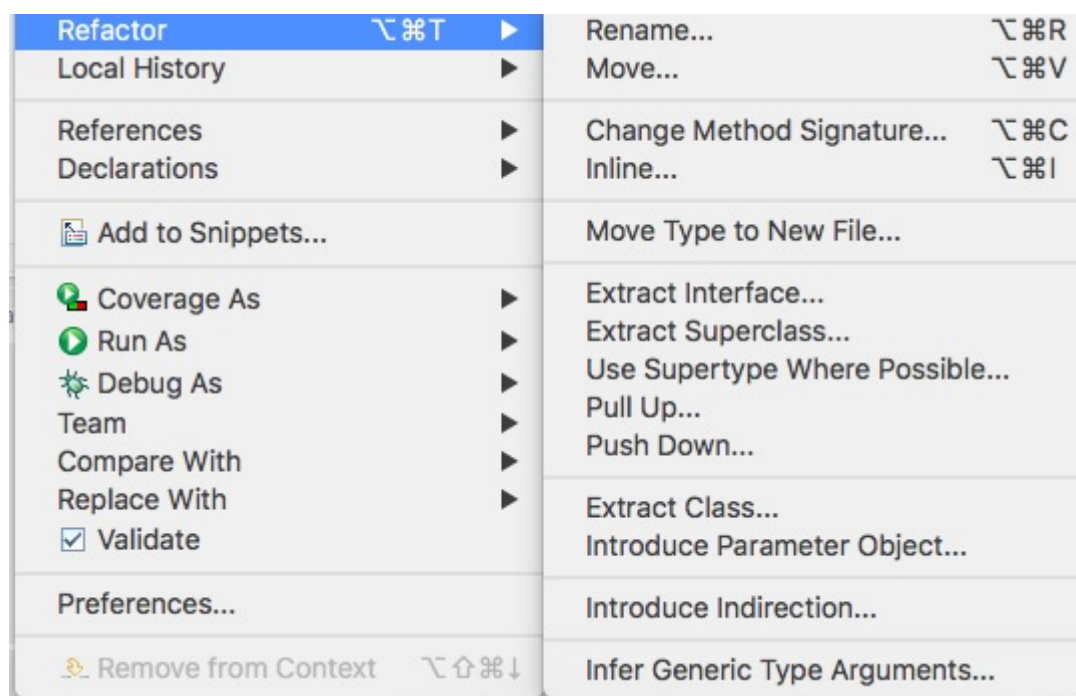 Refactor ⌥⌘T ▶
Local History ▶
References ▶
Declarations ▶
Add to Snippets...
Coverage As ▶
Run As ▶
Debug As ▶
Team ▶
Compare With ▶
Replace With ▶
Validate
Preferences...
Remove from Context ⌥⇧⌘↓
Rename... ⌥⌘R
Move... ⌥⌘V
Change Method Signature... ⌥⌘C
Inline... ⌥⌘I
Move Type to New File...
Extract Interface...
Extract Superclass...
Use Supertype Where Possible...
Pull Up...
Push Down...
Extract Class...
Introduce Parameter Object...
Introduce Indirection...
Infer Generic Type Arguments...